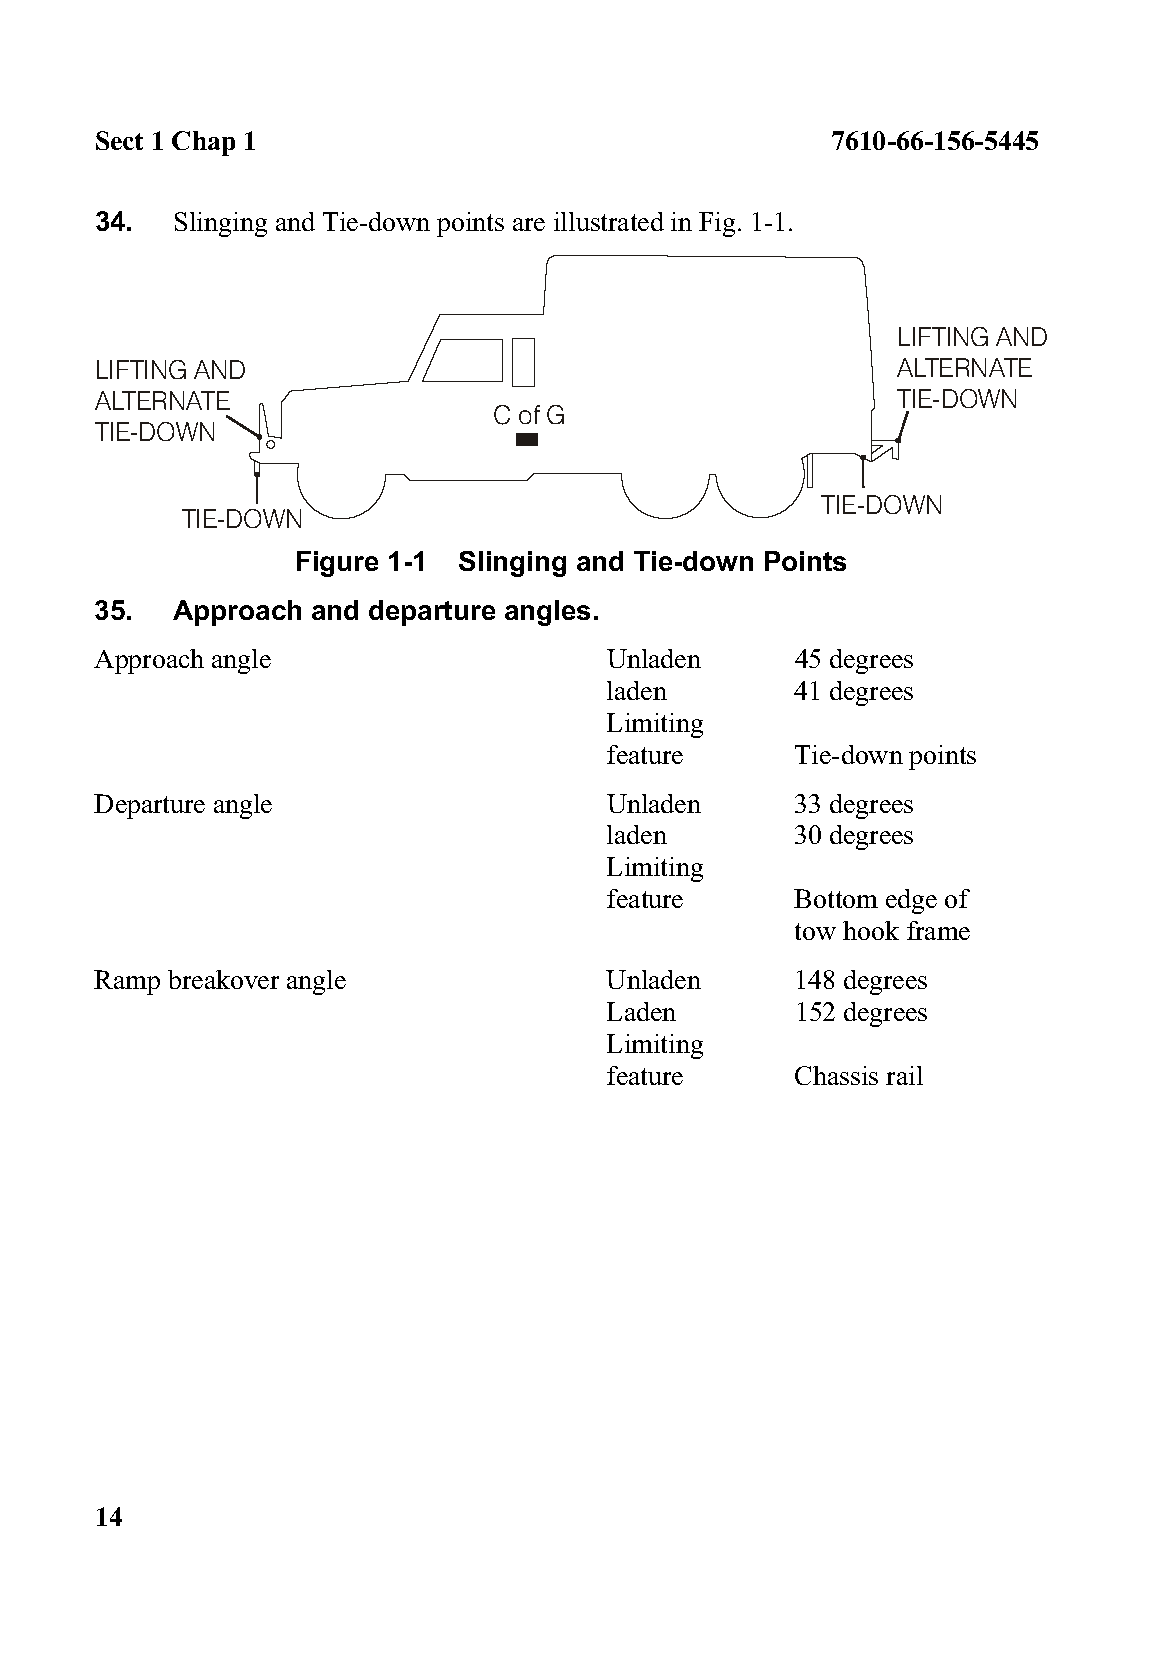 Sect 1 Chap 1 7610-66-156-5445
34. Slinging and Tie-down points are illustrated in Fig. 1-1.
LIFTING AND
ALTERNATE
TIE-DOWN
C of G
LIFTING AND
ALTERNATE
TIE-DOWN
TIE-DOWN
TIE-DOWN
Figure 1-1 Slinging and Tie-down Points
35. Approach and departure angles.
Approach angle Unladen 45 degrees
laden 41 degrees
Limiting
feature Tie-down points
Departure angle Unladen 33 degrees
laden 30 degrees
Limiting
feature Bottom edge of
tow hook frame
Ramp breakover angle Unladen 148 degrees
Laden 152 degrees
Limiting
feature Chassis rail
14